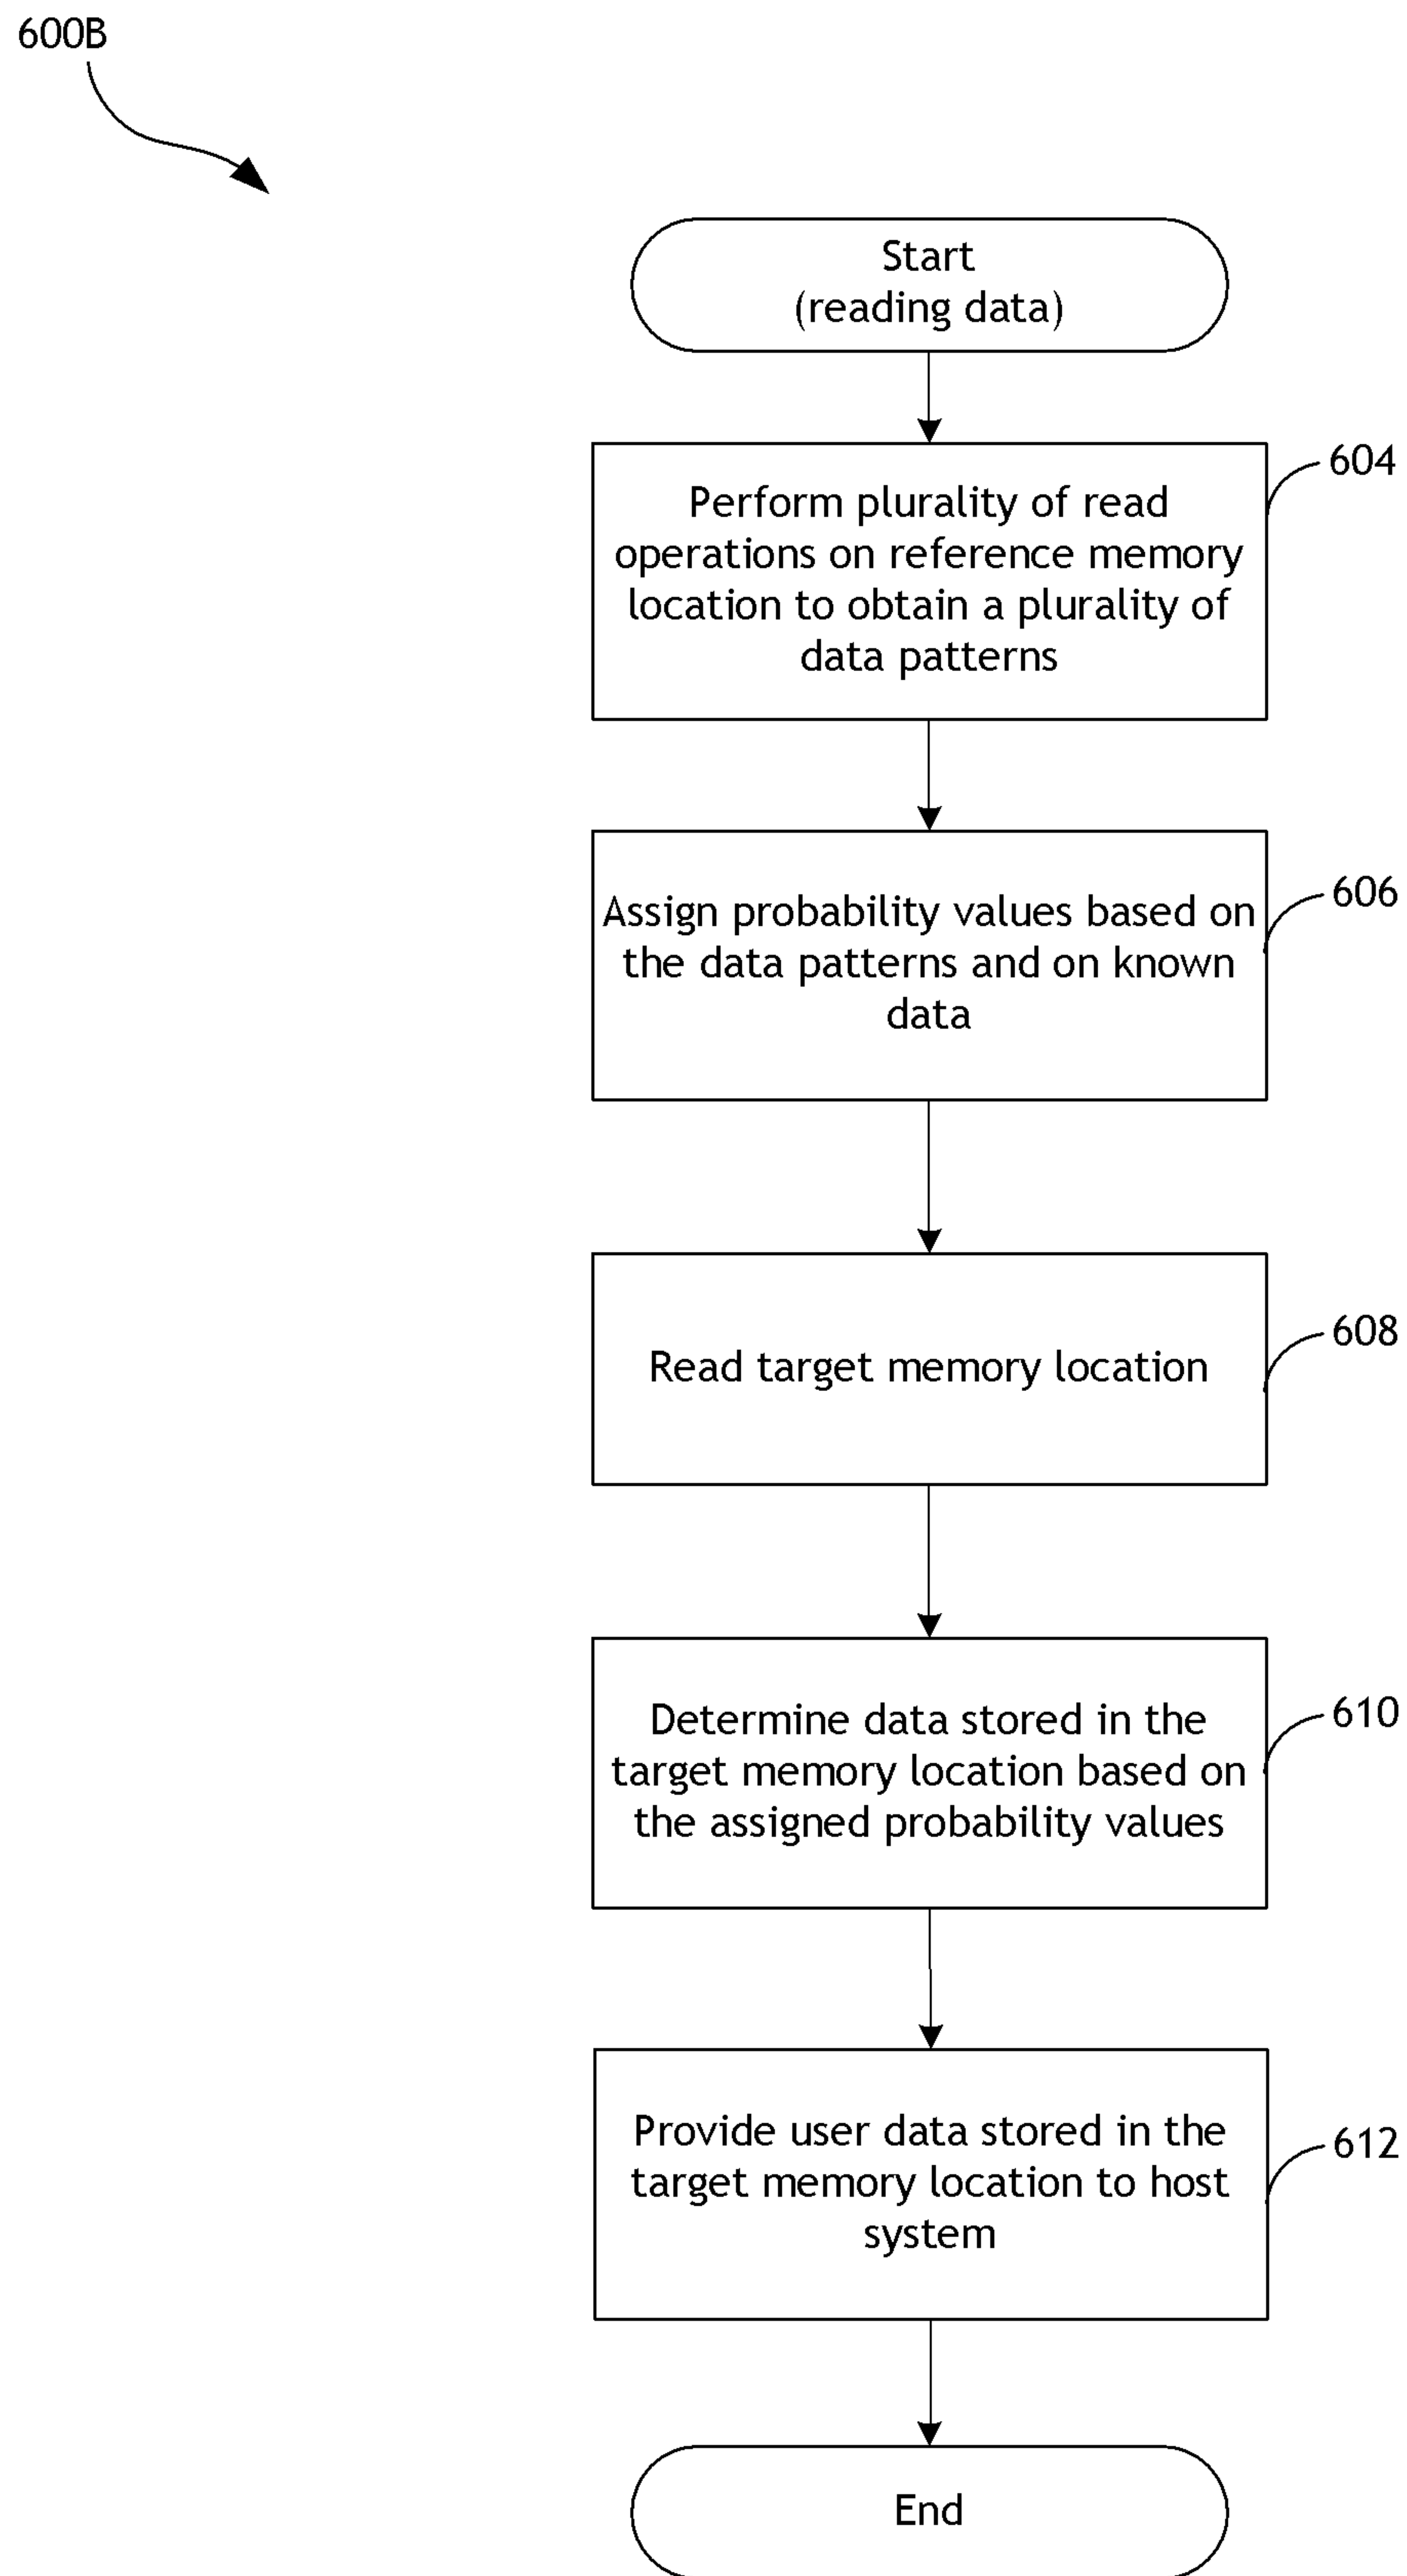 600B
Start
(reading data)
604
Perform plurality of read
operations on reference memory
location to obtain a plurality of
data patterns
606
Assign probability values based on
the data patterns and on known
data
608
Read target memory location
610
Determine data stored in the
target memory location based on
the assigned probability values
612
Provide user data stored in the
target memory location to host
system
End